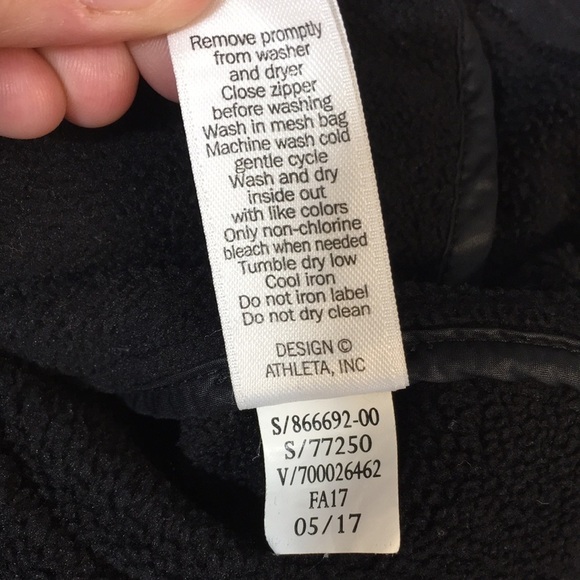 Remove promptly
from washer
and dryer
Close zipper
before washing
Wash in mesh bag
Machine wash cold
gentle cycle
Wash and dry
inside out
with like colors
Only non-chlorine
bleach when needed
Tumble dry low
Cool iron
Do not iron label
Do not dry clean
DESIGN ©
ATHLETA, INC
S/866692-00
S/77250
V/700026462
FA17
05/17